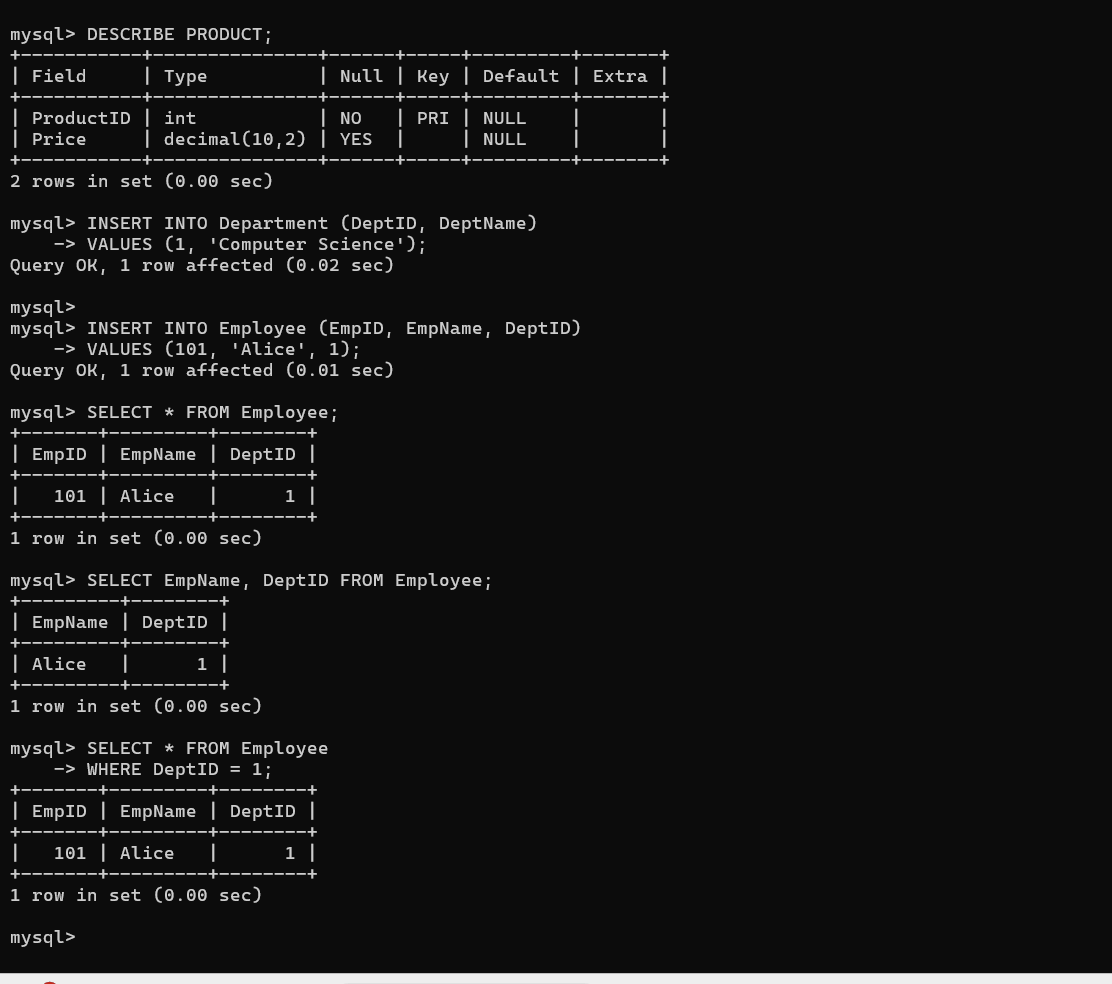 mysql> DESCRIBE PRODUCT;
+-----------+---------------+------+-----+---------+-------+
| Field     | Type          | Null | Key | Default | Extra |
+-----------+---------------+------+-----+---------+-------+
| ProductID | int           | NO   | PRI | NULL    |       |
| Price     | decimal(10,2) | YES  |     | NULL    |       |
+-----------+---------------+------+-----+---------+-------+
2 rows in set (0.00 sec)

mysql> INSERT INTO Department (DeptID, DeptName)
    -> VALUES (1, 'Computer Science');
Query OK, 1 row affected (0.02 sec)

mysql>
mysql> INSERT INTO Employee (EmpID, EmpName, DeptID)
    -> VALUES (101, 'Alice', 1);
Query OK, 1 row affected (0.01 sec)

mysql> SELECT * FROM Employee;
+-------+---------+--------+
| EmpID | EmpName | DeptID |
+-------+---------+--------+
|   101 | Alice   |      1 |
+-------+---------+--------+
1 row in set (0.00 sec)

mysql> SELECT EmpName, DeptID FROM Employee;
+---------+--------+
| EmpName | DeptID |
+---------+--------+
| Alice   |      1 |
+---------+--------+
1 row in set (0.00 sec)

mysql> SELECT * FROM Employee
    -> WHERE DeptID = 1;
+-------+---------+--------+
| EmpID | EmpName | DeptID |
+-------+---------+--------+
|   101 | Alice   |      1 |
+-------+---------+--------+
1 row in set (0.00 sec)

mysql>